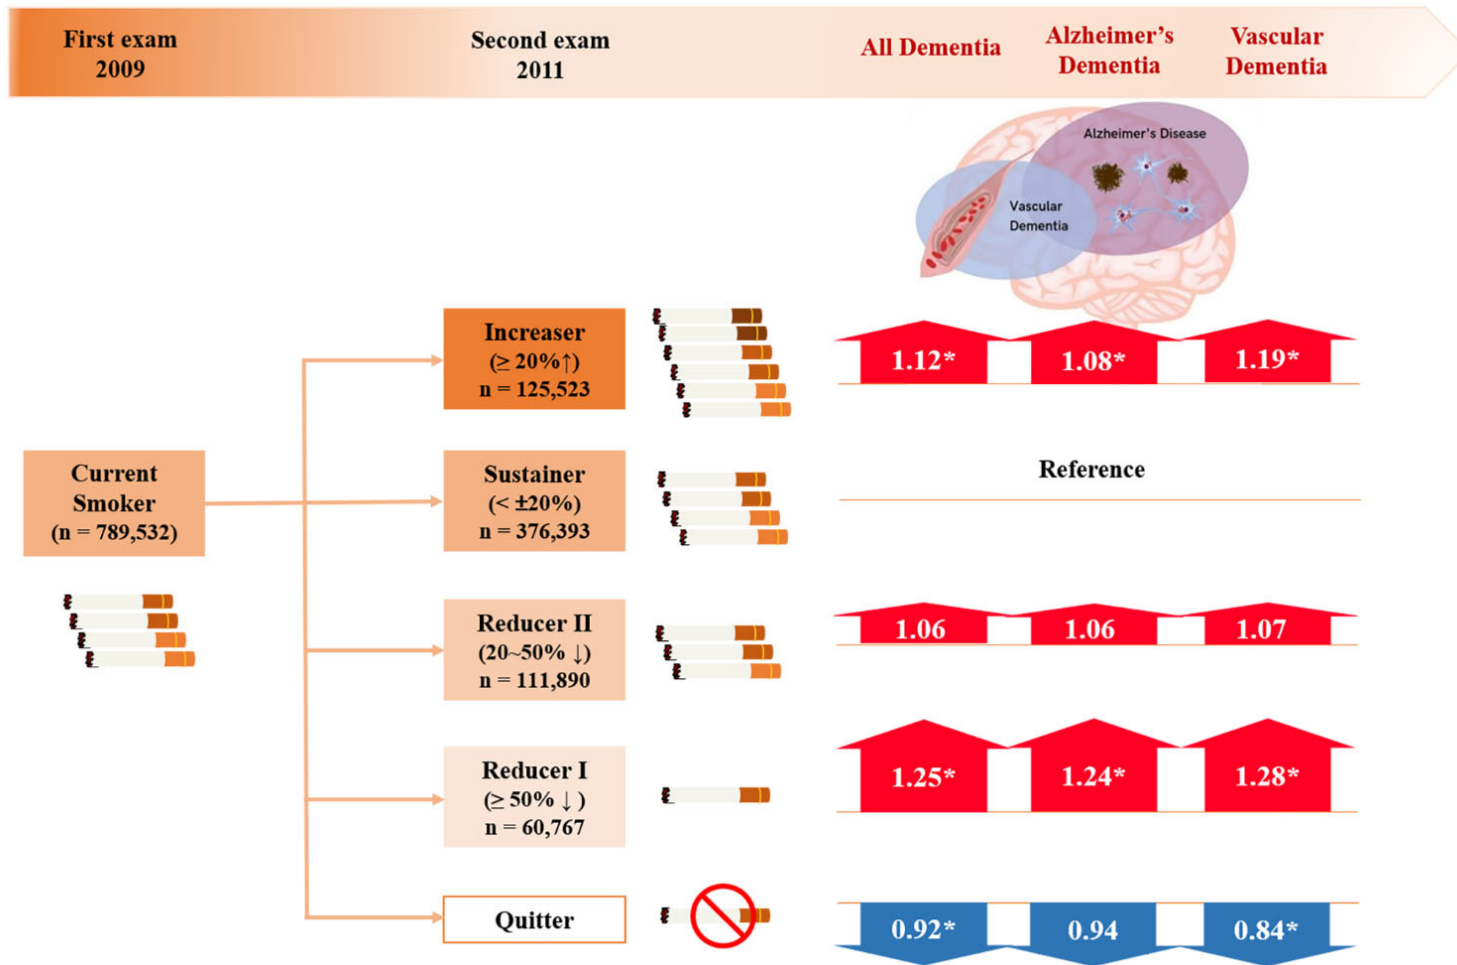 First exam
2009
Second exam
2011
All Dementia
Alzheimer's
Dementia
Vascular
Dementia
Alzheimer's Disease
Vascular
Dementia
Increaser
(≥ 20%↑)
n = 125,523
1.12*
1.08*
1.19*
Current
Smoker
(n = 789,532)
Sustainer
(< ±20%)
n = 376,393
Reference
Reducer II
(20~50% ↓)
n = 111,890
1.06
1.06
1.07
Reducer I
(≥ 50% ↓ )
n = 60,767
1.25*
1.24*
1.28*
Quitter
0.92*
0.94
0.84*